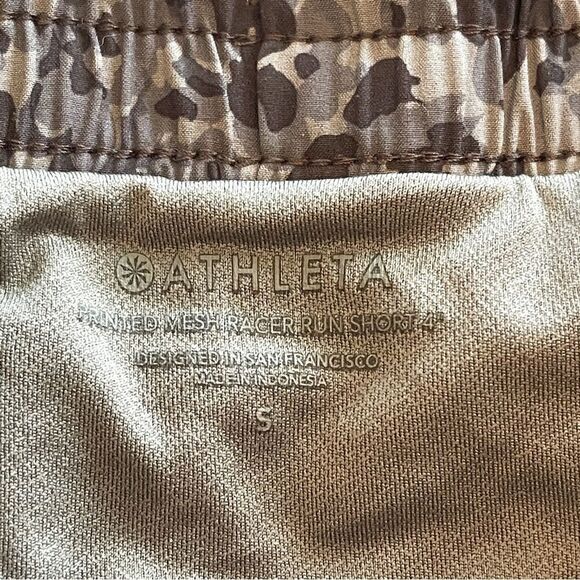 ATHLETA
PRINTED MESH RACER RUN SHORT 4"
DESIGNED IN SAN FRANCISCO
MADE IN INDONESIA
S